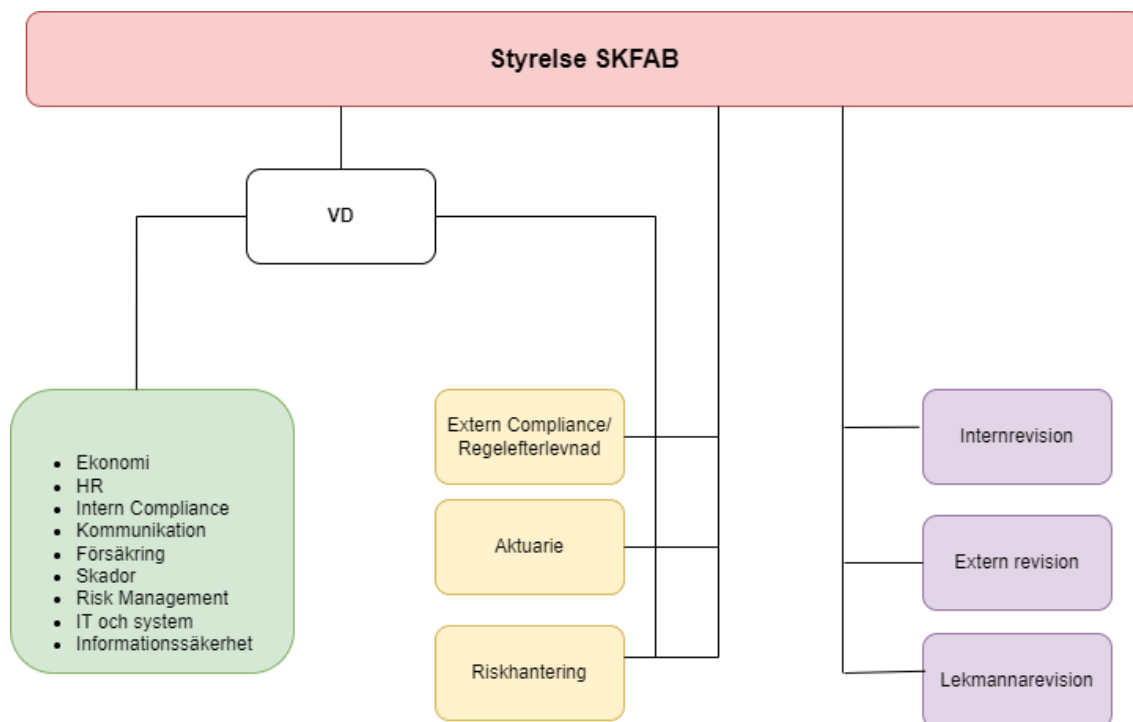 Styrelse SKFAB
VD
Ekonomi
HR
Intern Compliance
Kommunikation
Försäkring
Skador
Risk Management
IT och system
Informationssäkerhet
Extern Compliance/
Regelefterlevnad
Aktuarie
Riskhantering
Internrevision
Extern revision
Lekmannarevision